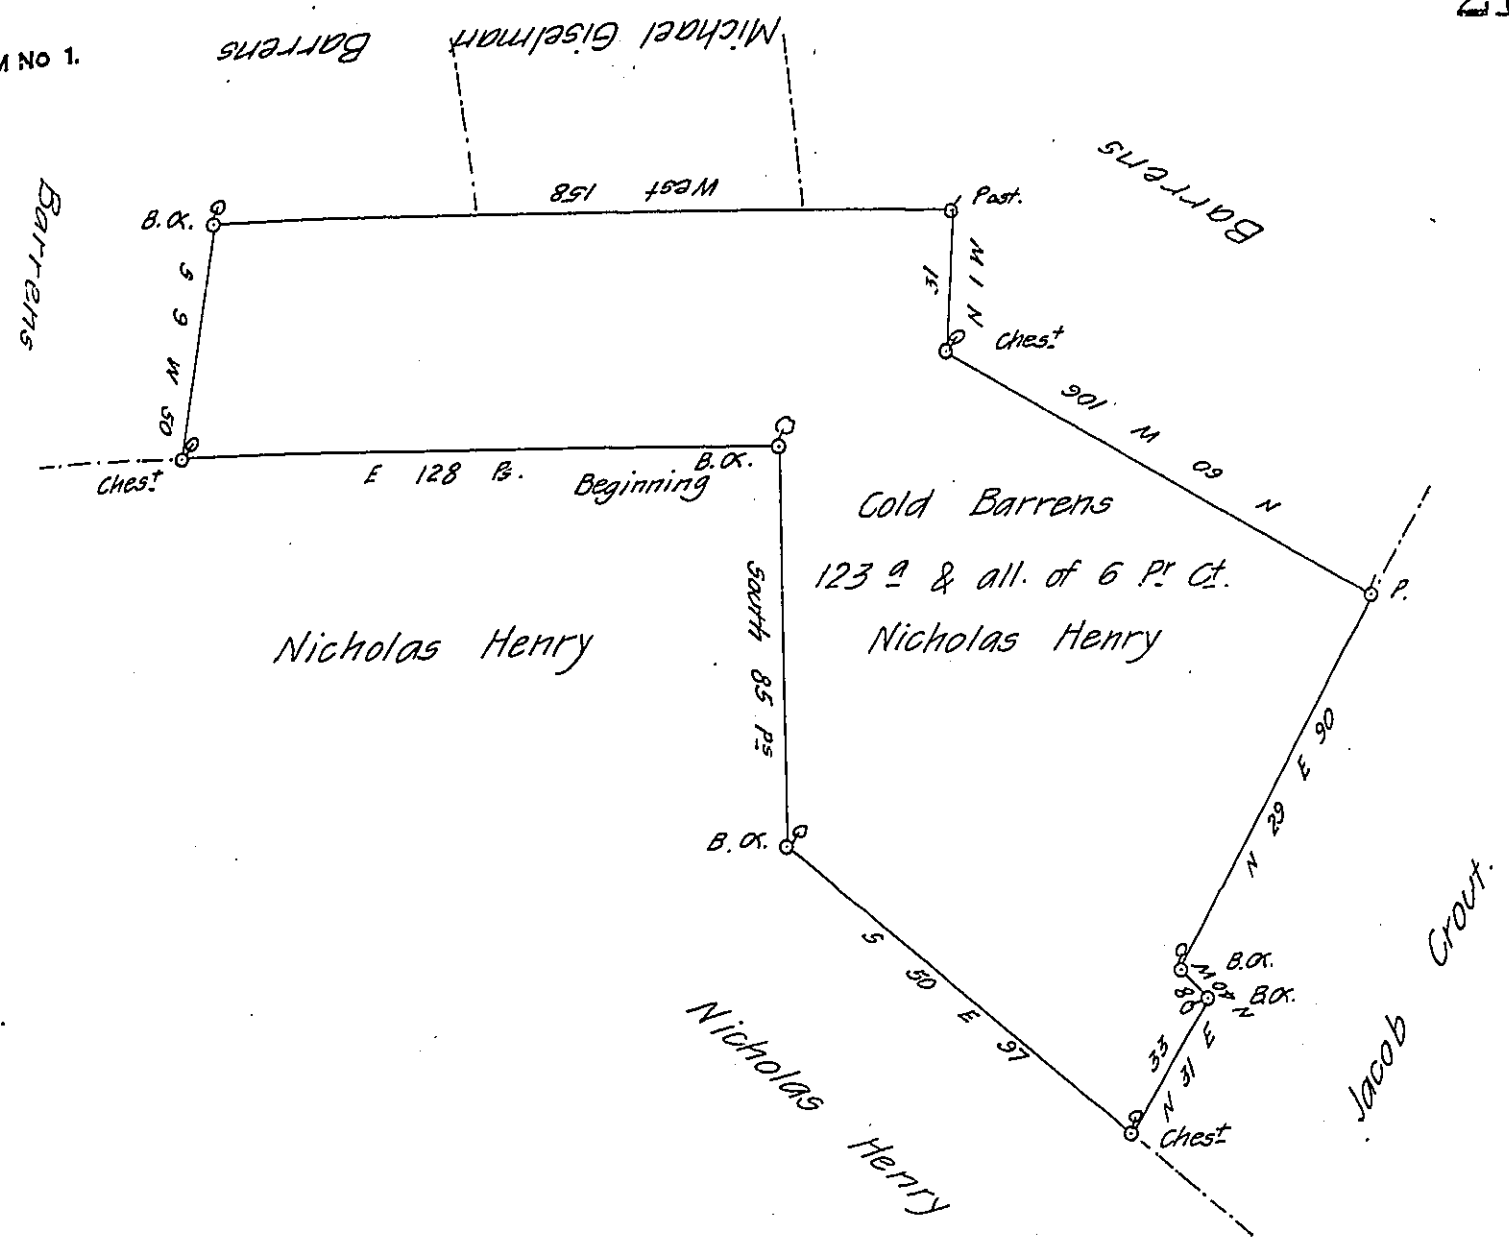 M No 1.
Michael Giselman Barrens
Barrens
Barrens
West 158
Post.
B.O.
S 9 W 50
N 1 W
Chest
N 60 W 106
Chest
E 128 Ps.
Beginning
B.O.
P.
Cold Barrens
123 a & all. of 6 Pr Ct.
Nicholas Henry
Nicholas Henry
South 85 Ps
N 29 E 90
B.O.
S 50 E 97
B.O.
N 40 W 8
B.O.
N 31 E 33
Chest
Jacob Crout.
Nicholas Henry